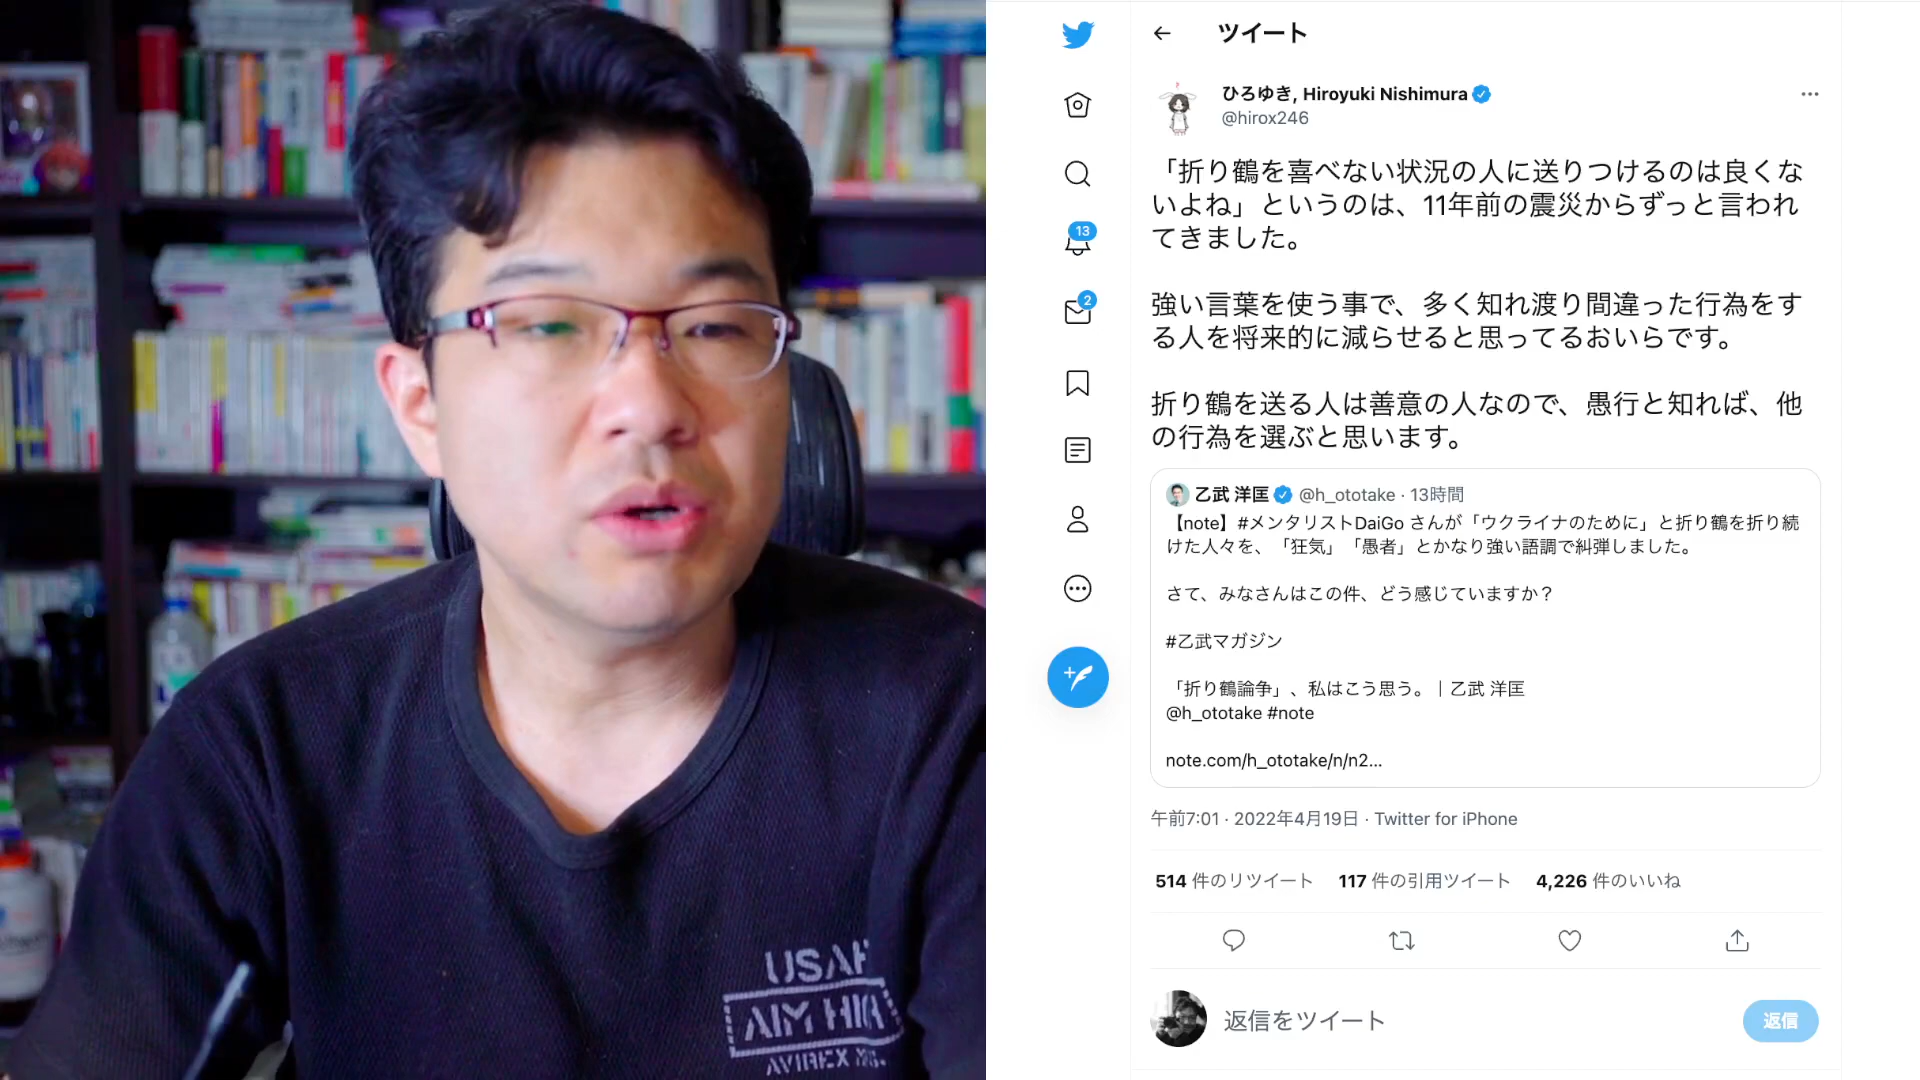 ツイート
ひろゆき, Hiroyuki Nishimura
@hirox246
「折り鶴を喜べない状況の人に送りつけるのは良くな
いよね」というのは、11年前の震災からずっと言われ
てきました。
強い言葉を使う事で、多く知れ渡り間違った行為をす
る人を将来的に減らせると思ってるおいらです。
折り鶴を送る人は善意の人なので、愚行と知れば、他
の行為を選ぶと思います。
乙武 洋匡 @h_ototake · 13時間
【note】#メンタリストDaiGo さんが「ウクライナのために」と折り鶴を折り続
けた人々を、「狂気」「愚者」とかなり強い語調で糾弾しました。
さて、みなさんはこの件、どう感じていますか？
#乙武マガジン
「折り鶴論争」、私はこう思う。｜乙武 洋匡
@h_ototake #note
note.com/h_ototake/n/n2...
午前7:01 · 2022年4月19日 · Twitter for iPhone
514 件のリツイート 117 件の引用ツイート 4,226 件のいいね
返信をツイート
返信
13
2
USAF
AIM HIGH
AVIREX